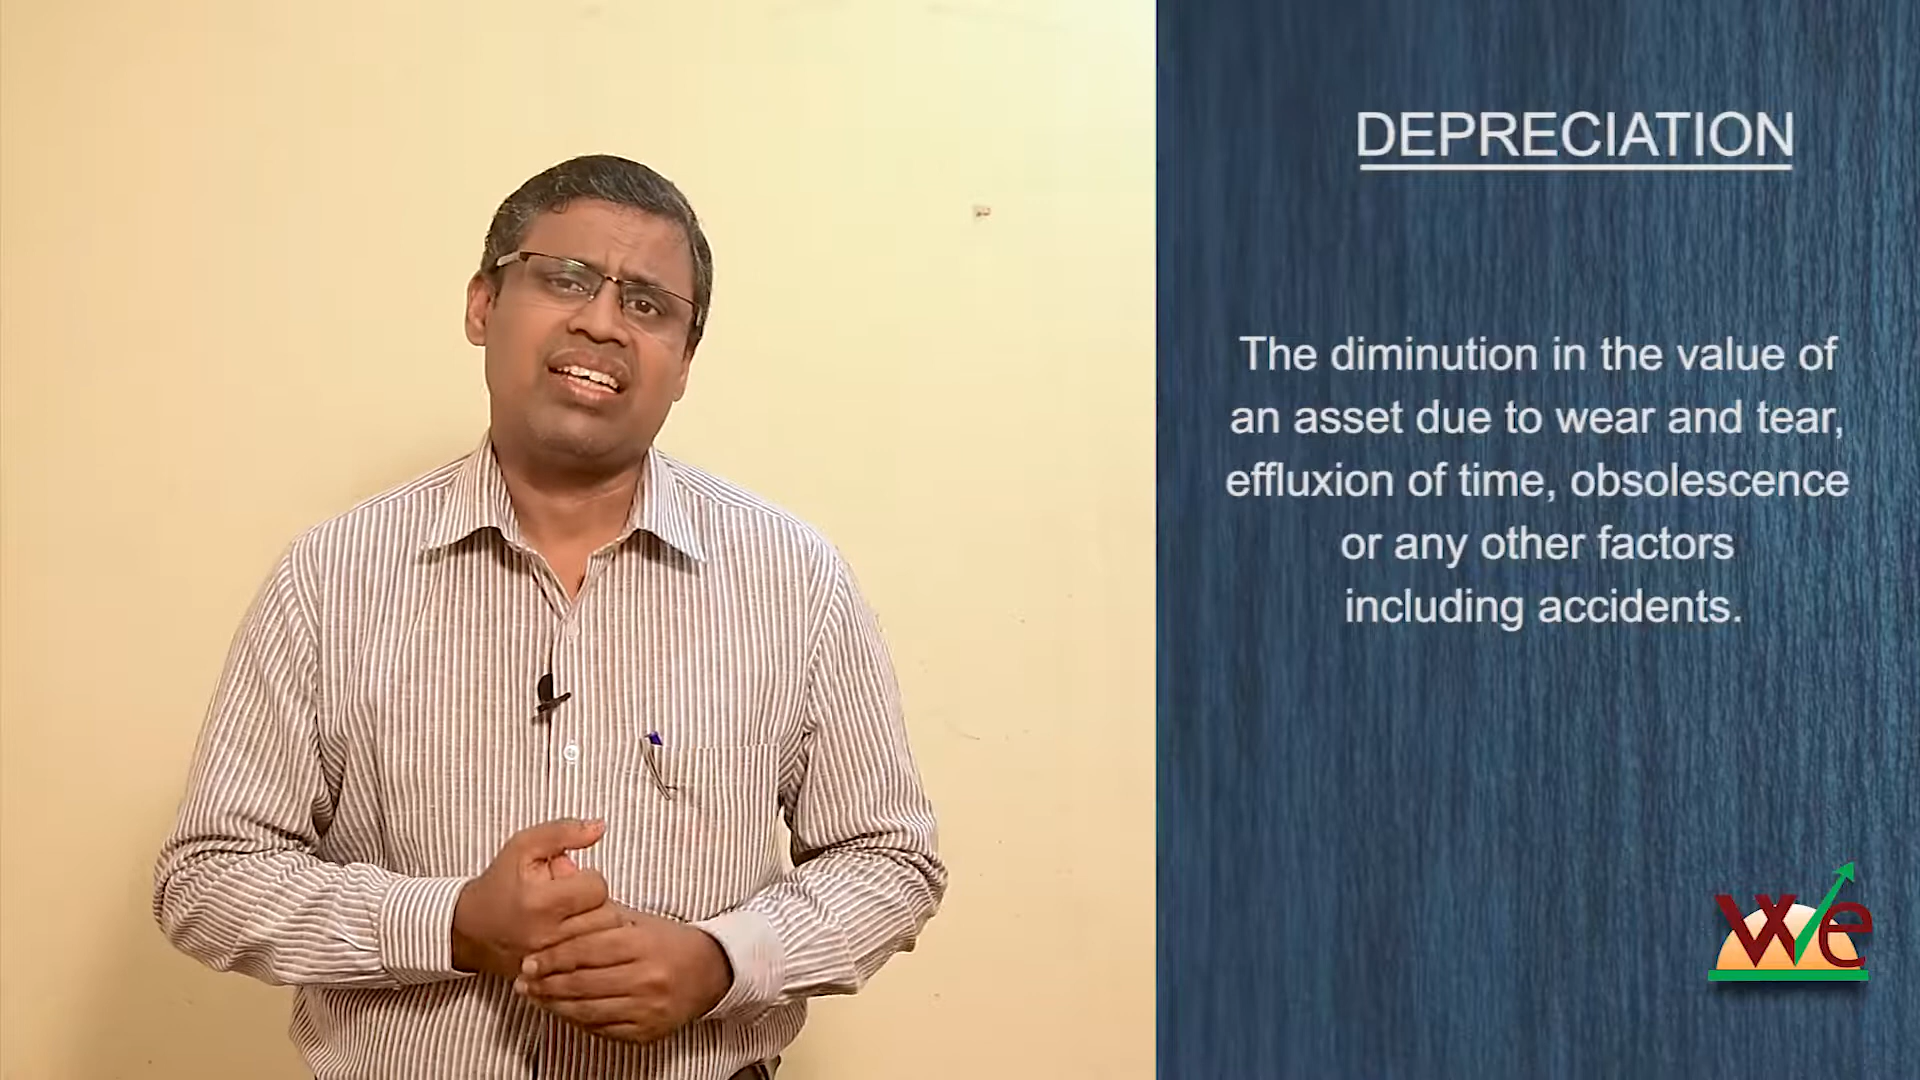 DEPRECIATION
The diminution in the value of
an asset due to wear and tear,
effluxion of time, obsolescence
or any other factors
including accidents.
we